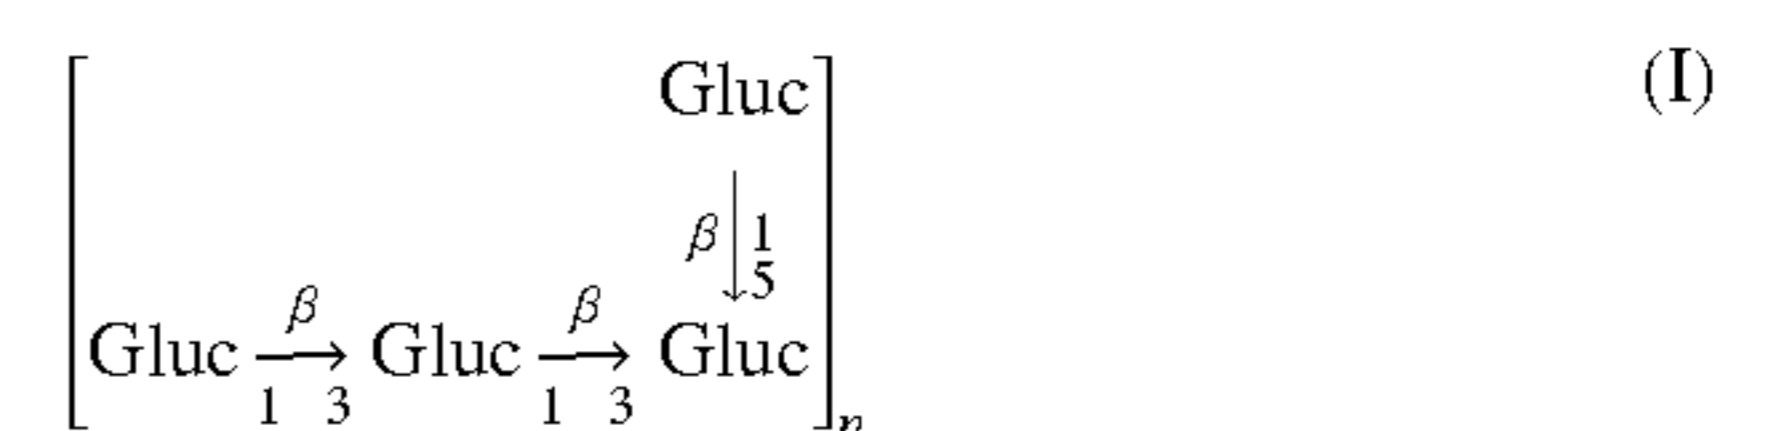 Gluc (I)
β 1
5
β β
Gluc → Gluc → Gluc
1 3 1 3 n